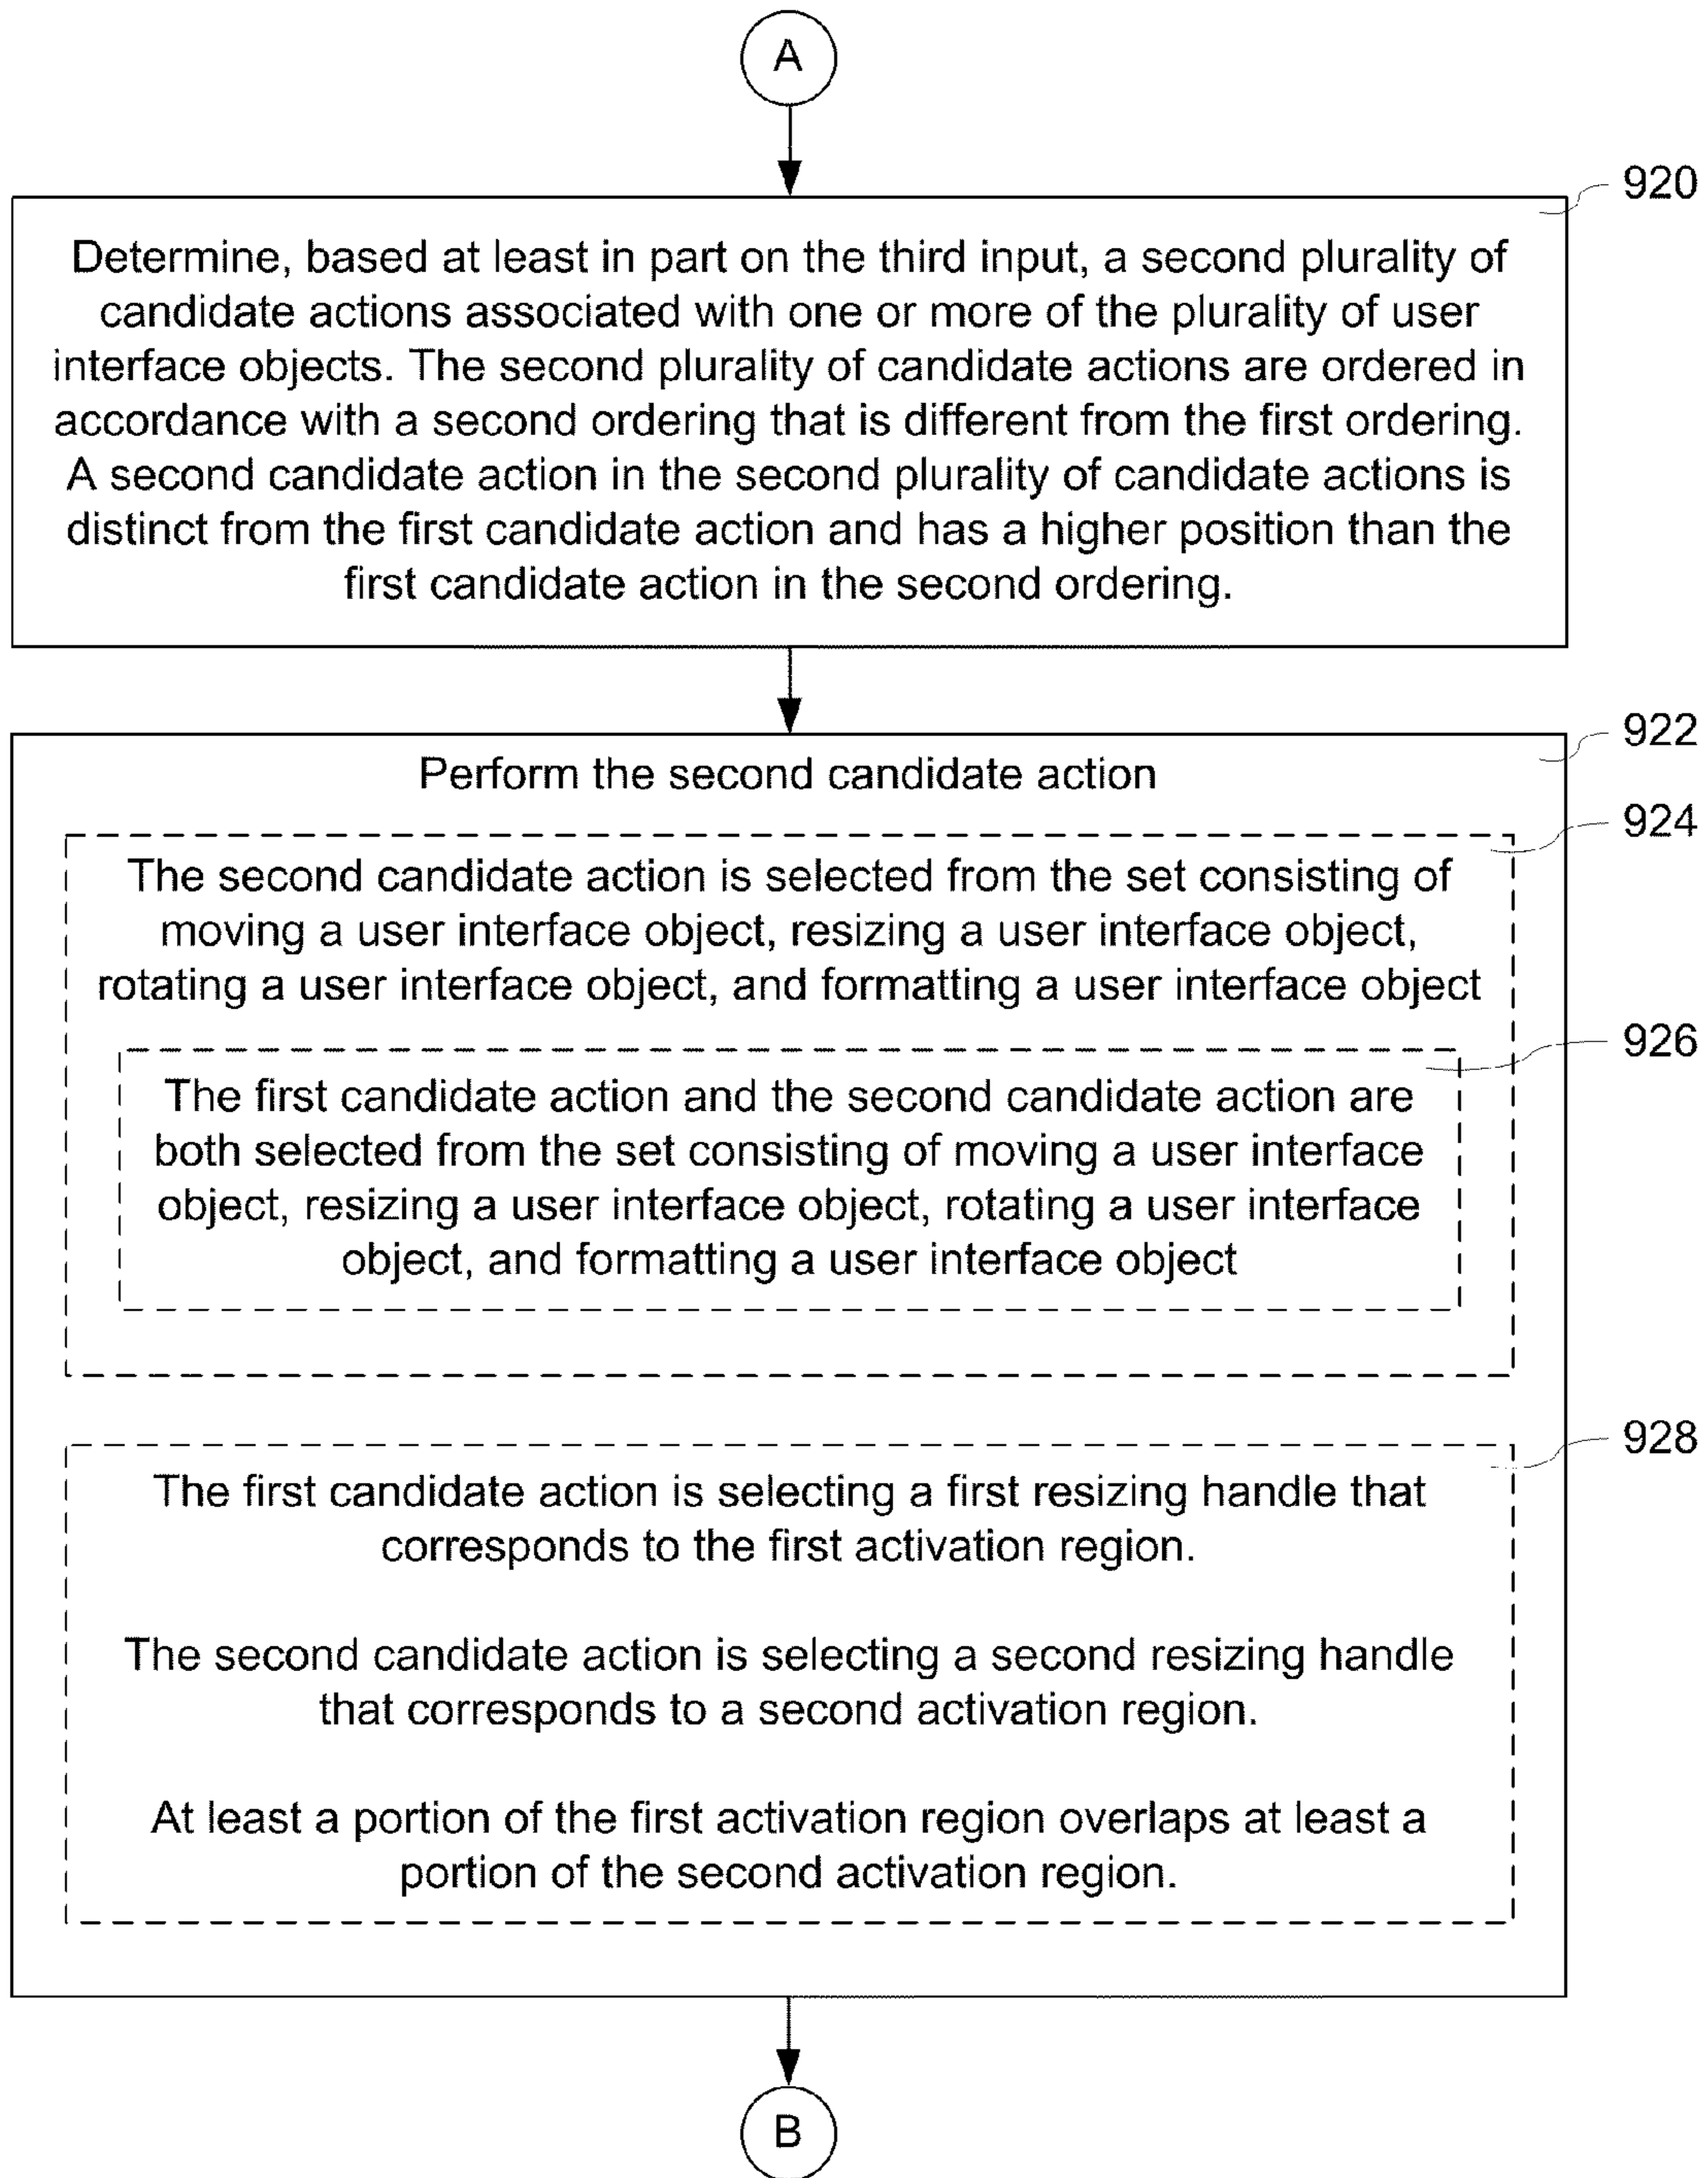 A
920
Determine, based at least in part on the third input, a second plurality of
candidate actions associated with one or more of the plurality of user
interface objects. The second plurality of candidate actions are ordered in
accordance with a second ordering that is different from the first ordering.
A second candidate action in the second plurality of candidate actions is
distinct from the first candidate action and has a higher position than the
first candidate action in the second ordering.
922
Perform the second candidate action
924
The second candidate action is selected from the set consisting of
moving a user interface object, resizing a user interface object,
rotating a user interface object, and formatting a user interface object
926
The first candidate action and the second candidate action are
both selected from the set consisting of moving a user interface
object, resizing a user interface object, rotating a user interface
object, and formatting a user interface object
928
The first candidate action is selecting a first resizing handle that
corresponds to the first activation region.
The second candidate action is selecting a second resizing handle
that corresponds to a second activation region.
At least a portion of the first activation region overlaps at least a
portion of the second activation region.
B